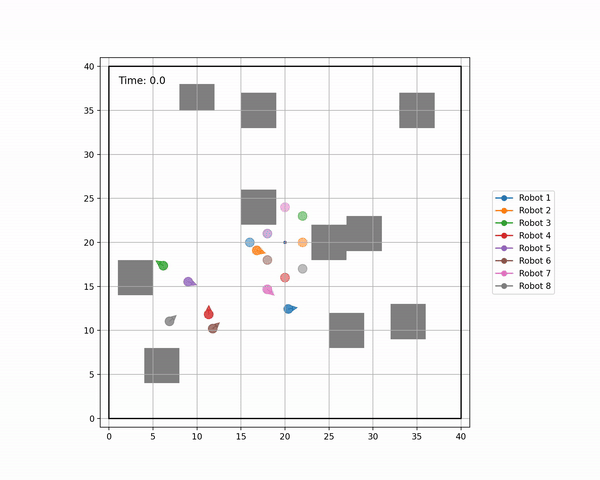 Time: 0.0
40
35
30
25
20
15
10
5
0
0 5 10 15 20 25 30 35 40
Robot 1
Robot 2
Robot 3
Robot 4
Robot 5
Robot 6
Robot 7
Robot 8